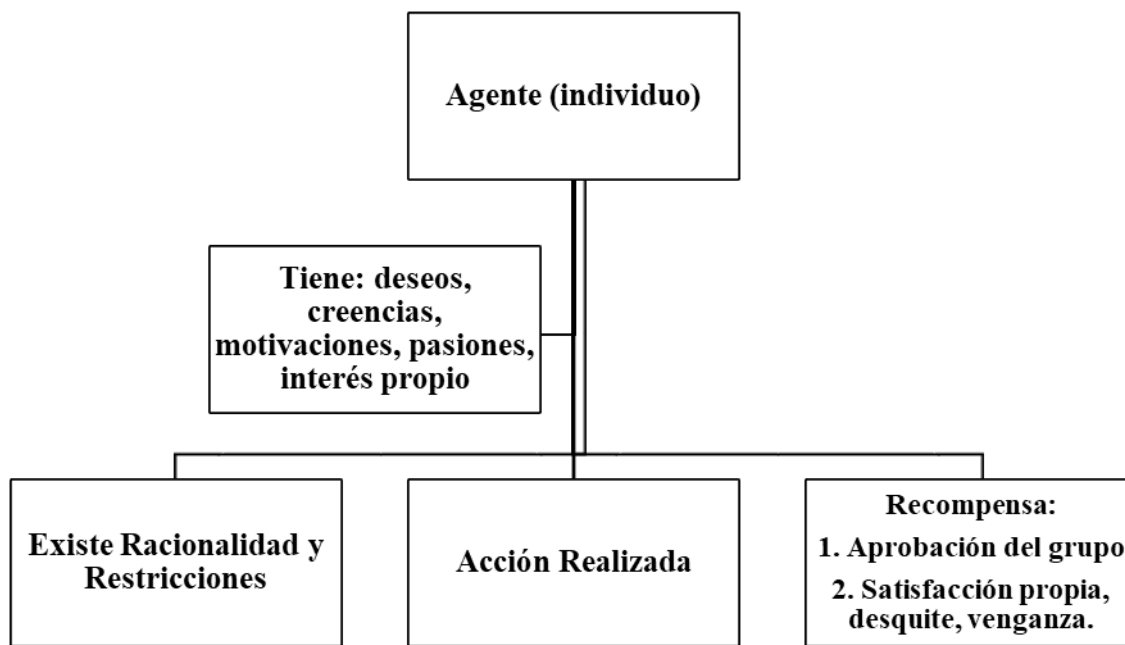 Agente (individuo)
Tiene: deseos,
creencias,
motivaciones, pasiones,
interés propio
Existe Racionalidad y
Restricciones
Acción Realizada
Recompensa:
1. Aprobación del grupo
2. Satisfacción propia,
desquite, venganza.